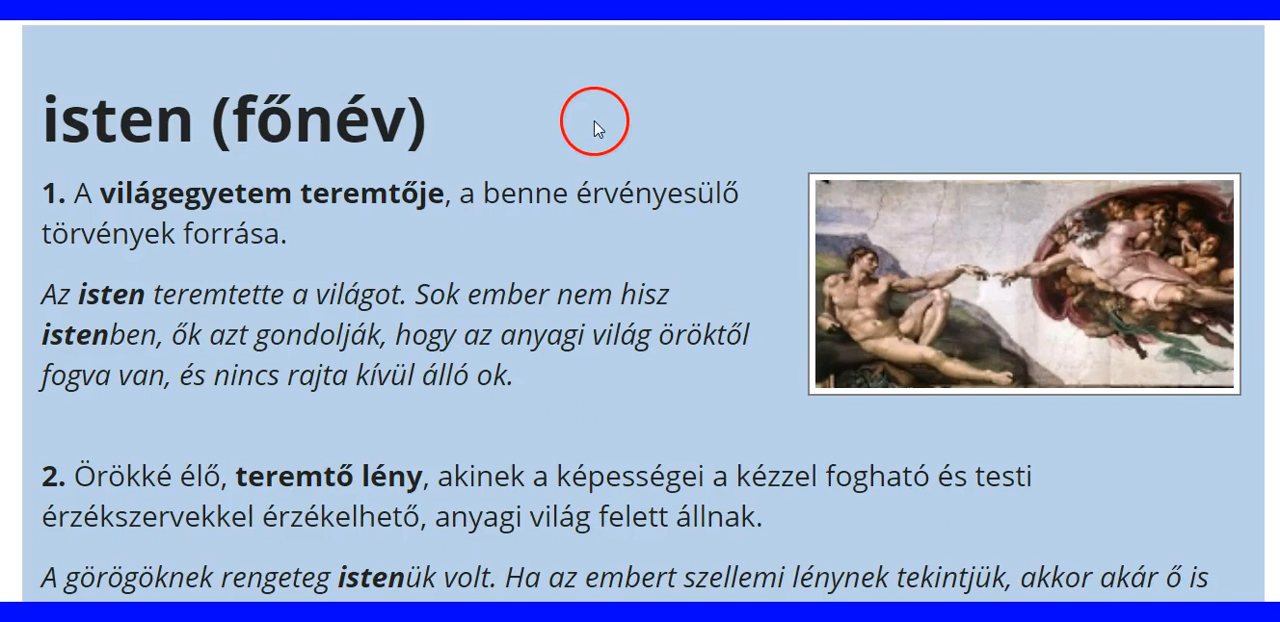 isten (főnév)
1. A világegyetem teremtője, a benne érvényesülő
törvények forrása.
Az isten teremtette a világot. Sok ember nem hisz
istenben, ők azt gondolják, hogy az anyagi világ öröktől
fogva van, és nincs rajta kívül álló ok.
2. Örökké élő, teremtő lény, akinek a képességei a kézzel fogható és testi
érzékszervekkel érzékelhető, anyagi világ felett állnak.
A görögöknek rengeteg istenük volt. Ha az embert szellemi lénynek tekintjük, akkor akár ő is